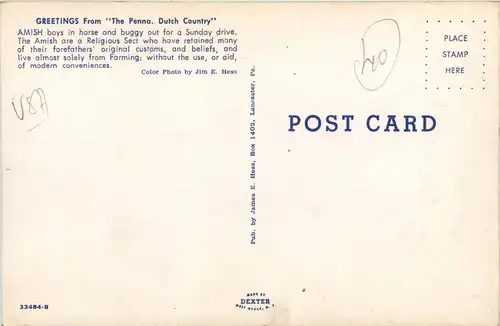 GREETINGS From "The Penna. Dutch Country"
AMISH boys in horse and buggy out for a Sunday drive.
The Amish are a Religious Sect who have retained many
of their forefathers' original customs, and beliefs, and
live almost solely from Farming; without the use, or aid,
of modern conveniences.
Color Photo by Jim E. Hess
PLACE
STAMP
HERE
POST CARD
Pub. by James E. Hess, Box 1402, Lancaster, Pa.
MADE BY
DEXTER
WEST NYACK, N. Y.
33484-B